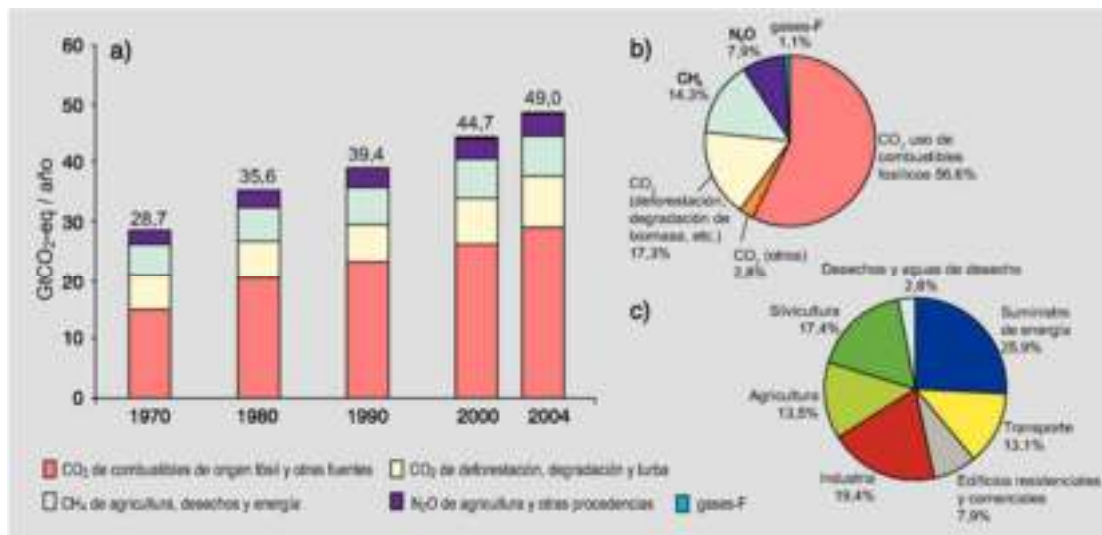 a)
GtCO₂-eq / año
60
50
40
30
20
10
0
28,7
35,6
39,4
44,7
49,0
1970
1980
1990
2000
2004
CO₂ de combustibles de origen fósil y otras fuentes
CO₂ de deforestación, degradación y turba
CH₄ de agricultura, desechos y energía
N₂O de agricultura y otras procedencias
gases-F
b)
gases-F
1,1%
N₂O
7,9%
CH₄
14,3%
CO₂ uso de
combustibles
fosílicos 56,6%
CO₂
(deforestación,
degradación de
biomasa, etc.)
17,3%
CO₂ (otros)
2,8%
c)
Desechos y aguas de desecho
2,8%
Silvicultura
17,4%
Suministro
de energía
25,9%
Agricultura
13,5%
Transporte
13,1%
Industria
19,4%
Edificios residenciales
y comerciales
7,9%